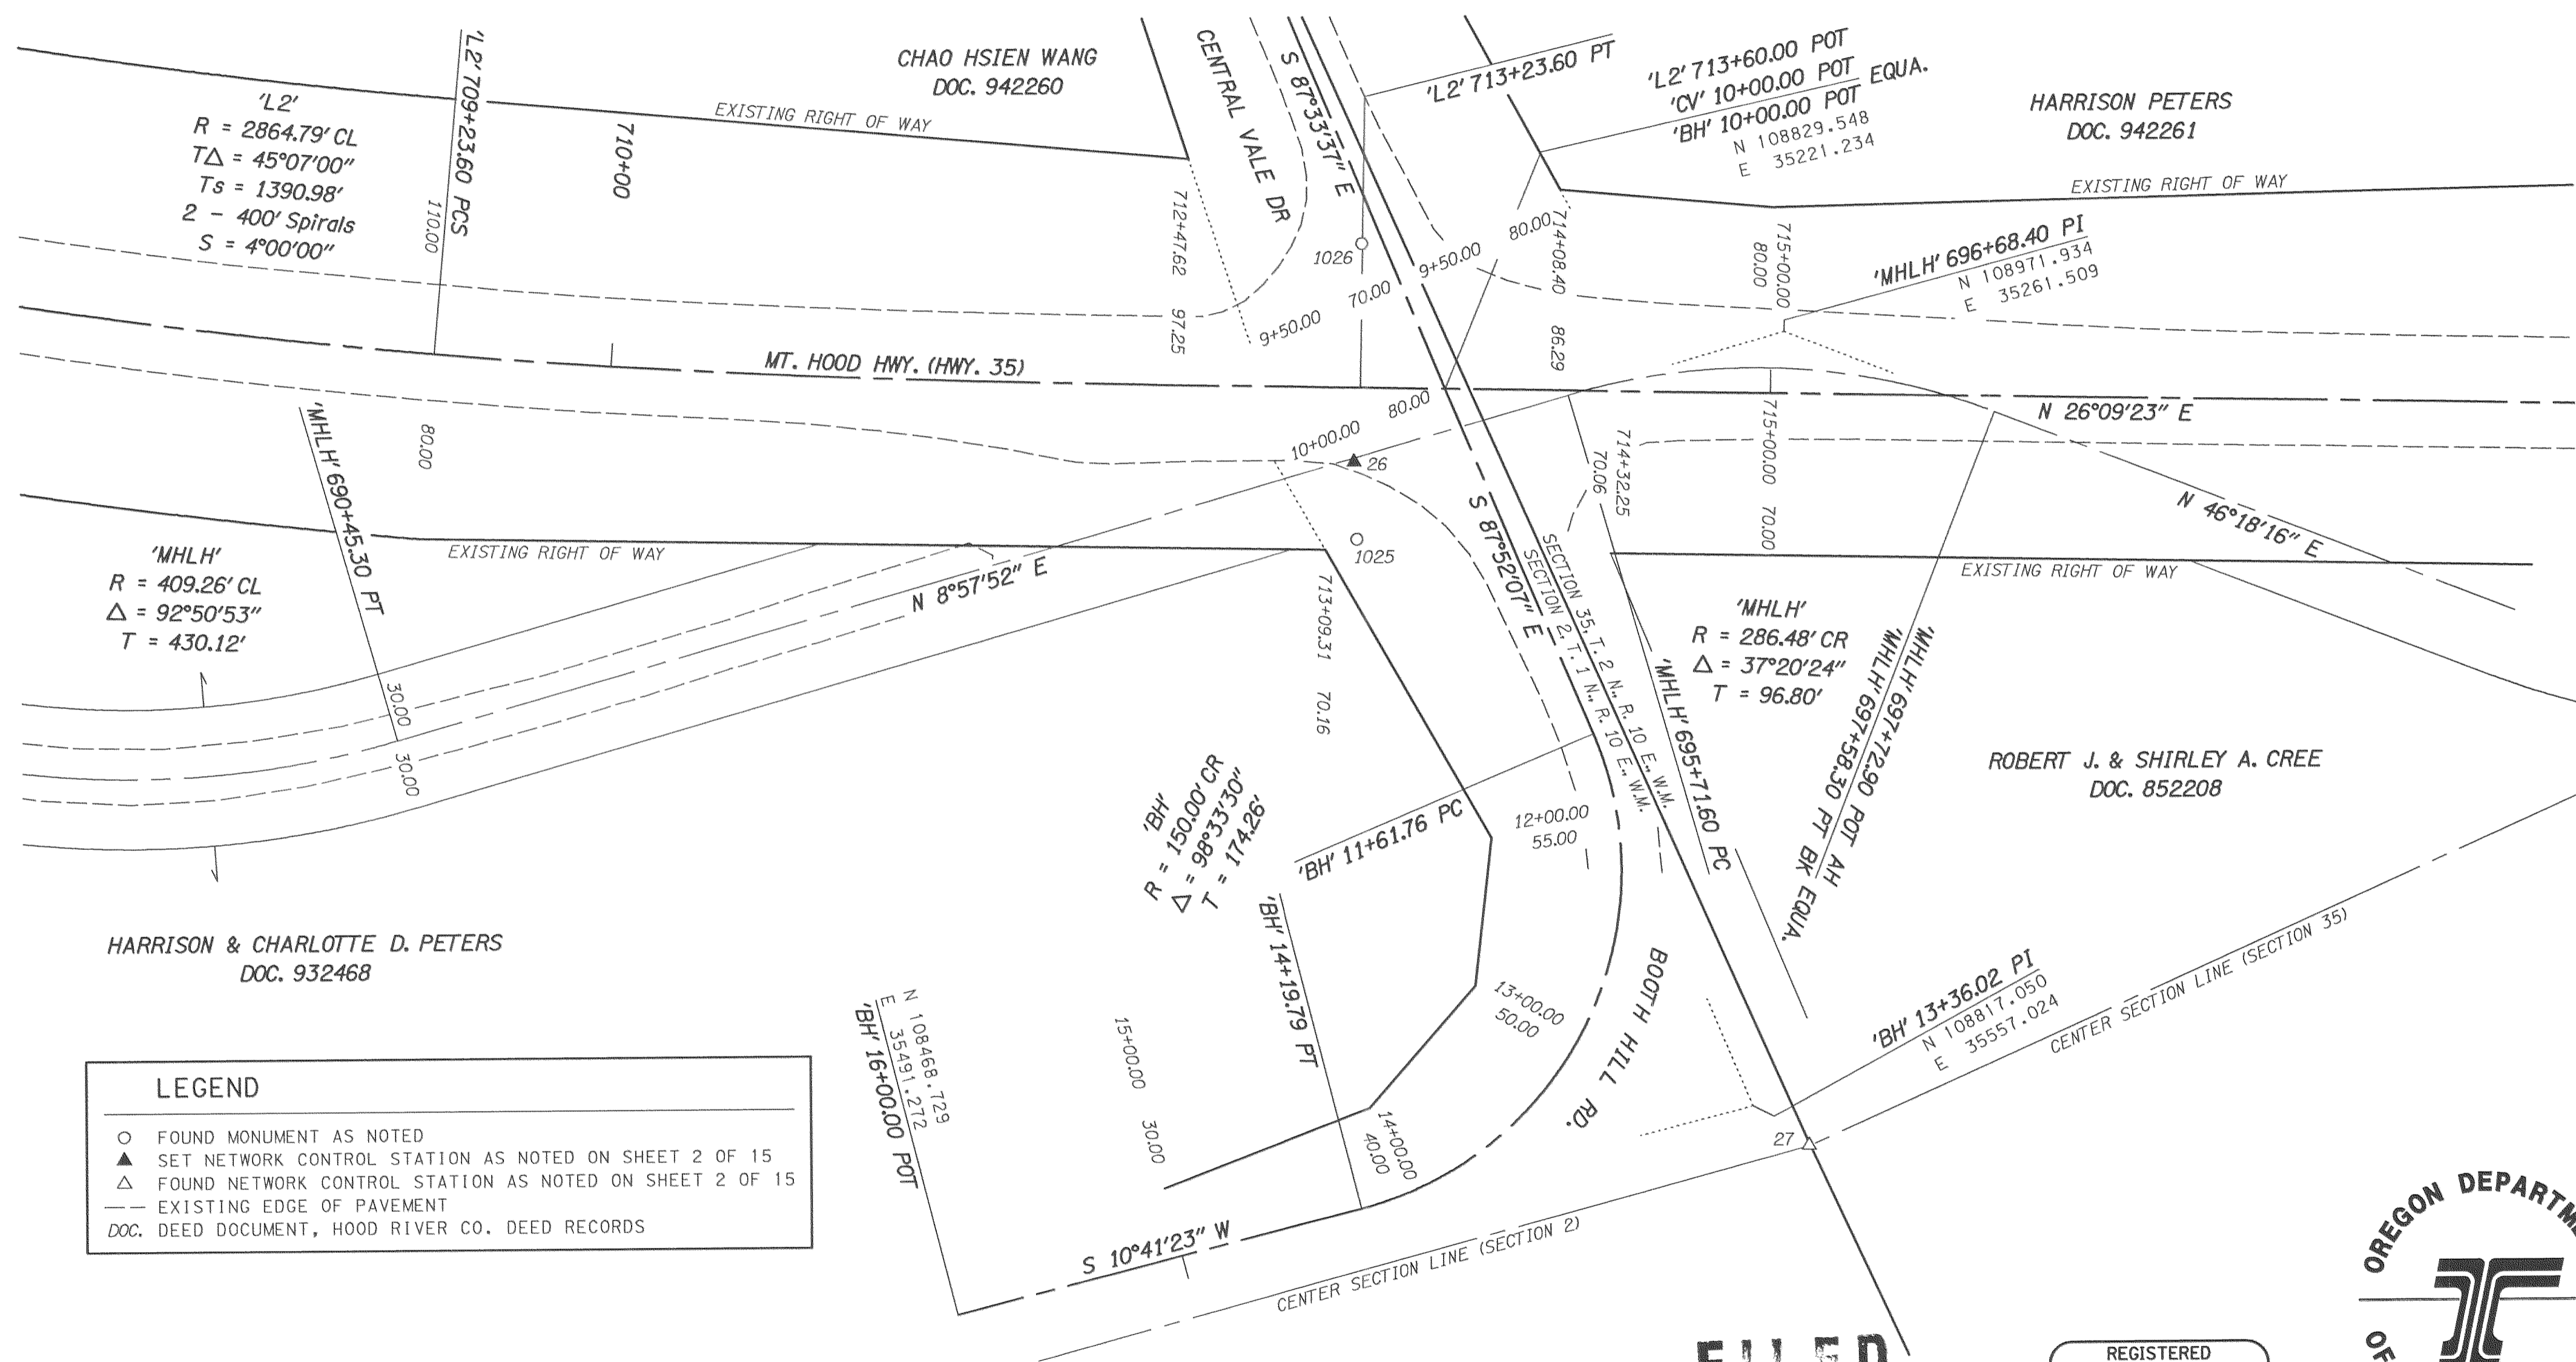 CHAO HSIEN WANG
DOC. 942260
EXISTING RIGHT OF WAY
'L2'
R = 2864.79' CL
T△ = 45°07'00"
Ts = 1390.98'
2 - 400' Spirals
S = 4°00'00"
'L2' 709+23.60 PCS
110.00
710+00
CENTRAL VALE DR
S 87°33'37" E
'L2' 713+23.60 PT
'L2' 713+60.00 POT
'CV' 10+00.00 POT EQUA.
'BH' 10+00.00 POT
N 108829.548
E 35221.234
HARRISON PETERS
DOC. 942261
EXISTING RIGHT OF WAY
712+47.62 97.25
1026
9+50.00
70.00
9+50.00
80.00
714+08.40 86.29
715+00.00
80.00
'MHLH' 696+68.40 PI
N 108971.934
E 35261.509
MT. HOOD HWY. (HWY. 35)
N 26°09'23" E
'MHLH' 690+45.30 PT
80.00
10+00.00
80.00
26
1025
714+32.25
70.06
715+00.00 70.00
N 46°18'16" E
EXISTING RIGHT OF WAY
EXISTING RIGHT OF WAY
'MHLH'
R = 409.26' CL
△ = 92°50'53"
T = 430.12'
N 8°57'52" E
30.00
30.00
713+09.31 70.16
S 87°52'07" E
SECTION 35, T. 2 N., R. 10 E., W.M.
SECTION 2, T. 1 N., R. 10 E., W.M.
'MHLH'
R = 286.48' CR
△ = 37°20'24"
T = 96.80'
'MHLH' 695+71.60 PC
'MHLH' 697+72.90 POT AH
'MHLH' 697+58.30 PT BK EQUA.
ROBERT J. & SHIRLEY A. CREE
DOC. 852208
'BH'
R = 150.00' CR
△ = 98°33'30"
T = 174.26'
'BH' 11+61.76 PC
12+00.00
55.00
'BH' 14+19.79 PT
HARRISON & CHARLOTTE D. PETERS
DOC. 932468
N 108468.729
E 35491.272
'BH' 16+00.00 POT
15+00.00 30.00
13+00.00
50.00
14+00.00
40.00
BOOTH HILL RD.
'BH' 13+36.02 PI
N 108817.050
E 35557.024
CENTER SECTION LINE (SECTION 35)
27
S 10°41'23" W
CENTER SECTION LINE (SECTION 2)
LEGEND
FOUND MONUMENT AS NOTED
SET NETWORK CONTROL STATION AS NOTED ON SHEET 2 OF 15
FOUND NETWORK CONTROL STATION AS NOTED ON SHEET 2 OF 15
EXISTING EDGE OF PAVEMENT
DOC. DEED DOCUMENT, HOOD RIVER CO. DEED RECORDS
OREGON
OF
FILED
REGISTERED